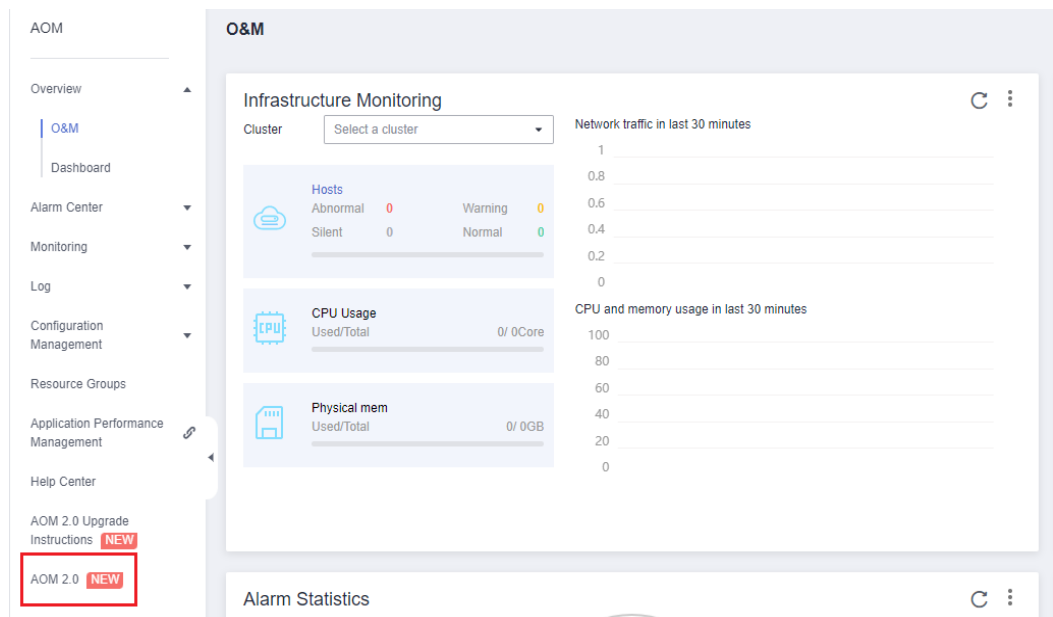 AOM
Overview
O&M
Dashboard
Alarm Center
Monitoring
Log
Configuration
Management
Resource Groups
Application Performance
Management
Help Center
AOM 2.0 Upgrade
Instructions NEW
AOM 2.0 NEW
O&M
Infrastructure Monitoring
Cluster Select a cluster
Hosts
Abnormal 0 Warning 0
Silent 0 Normal 0
CPU
CPU Usage
Used/Total 0/ 0Core
Physical mem
Used/Total 0/ 0GB
Network traffic in last 30 minutes
1
0.8
0.6
0.4
0.2
0
CPU and memory usage in last 30 minutes
100
80
60
40
20
0
Alarm Statistics